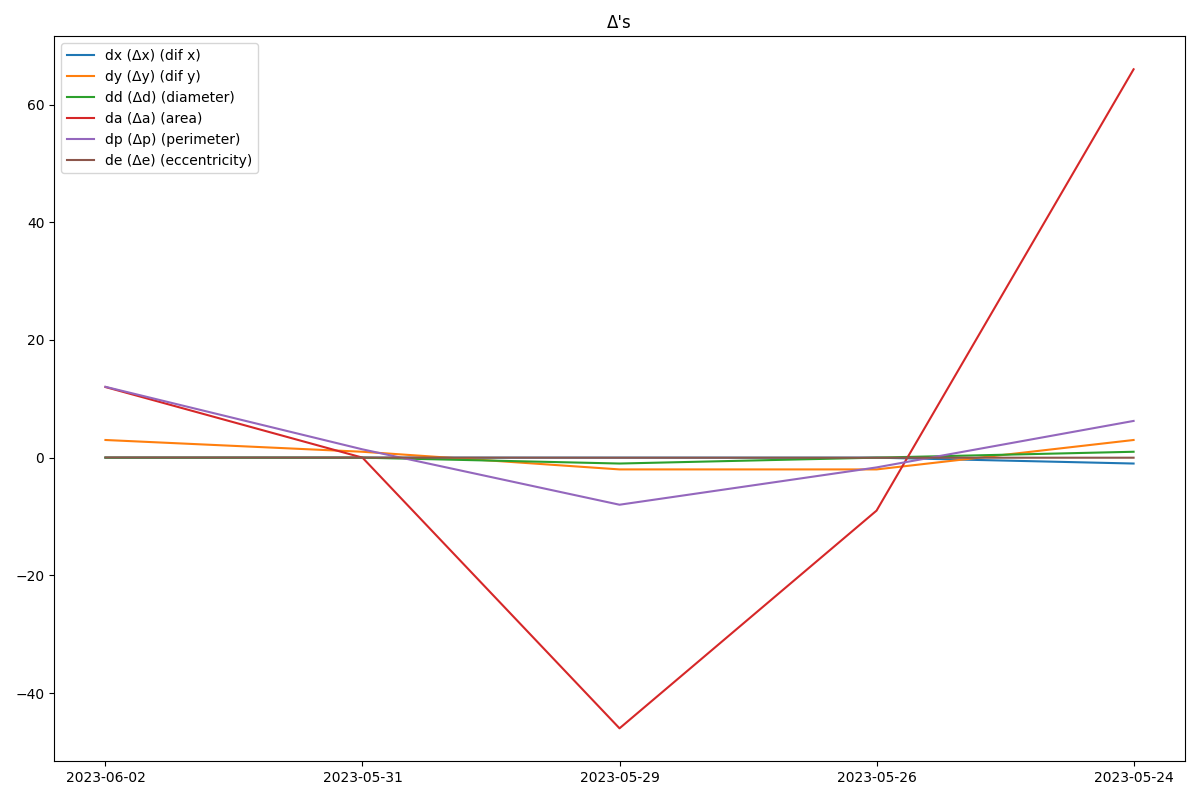 Δ's
dx (Δx) (dif x)
dy (Δy) (dif y)
dd (Δd) (diameter)
da (Δa) (area)
dp (Δp) (perimeter)
de (Δe) (eccentricity)
60
40
20
0
−20
−40
2023-06-02 2023-05-31 2023-05-29 2023-05-26 2023-05-24